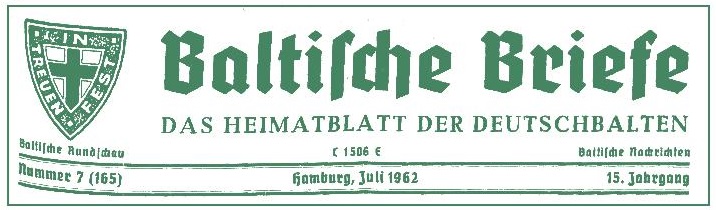 IN TREUEN FEST
Baltische Briefe
DAS HEIMATBLATT DER DEUTSCHBALTEN
Baltische Rundschau C 1506 E Baltische Nachrichten
Nummer 7 (165) Hamburg, Juli 1962 15. Jahrgang